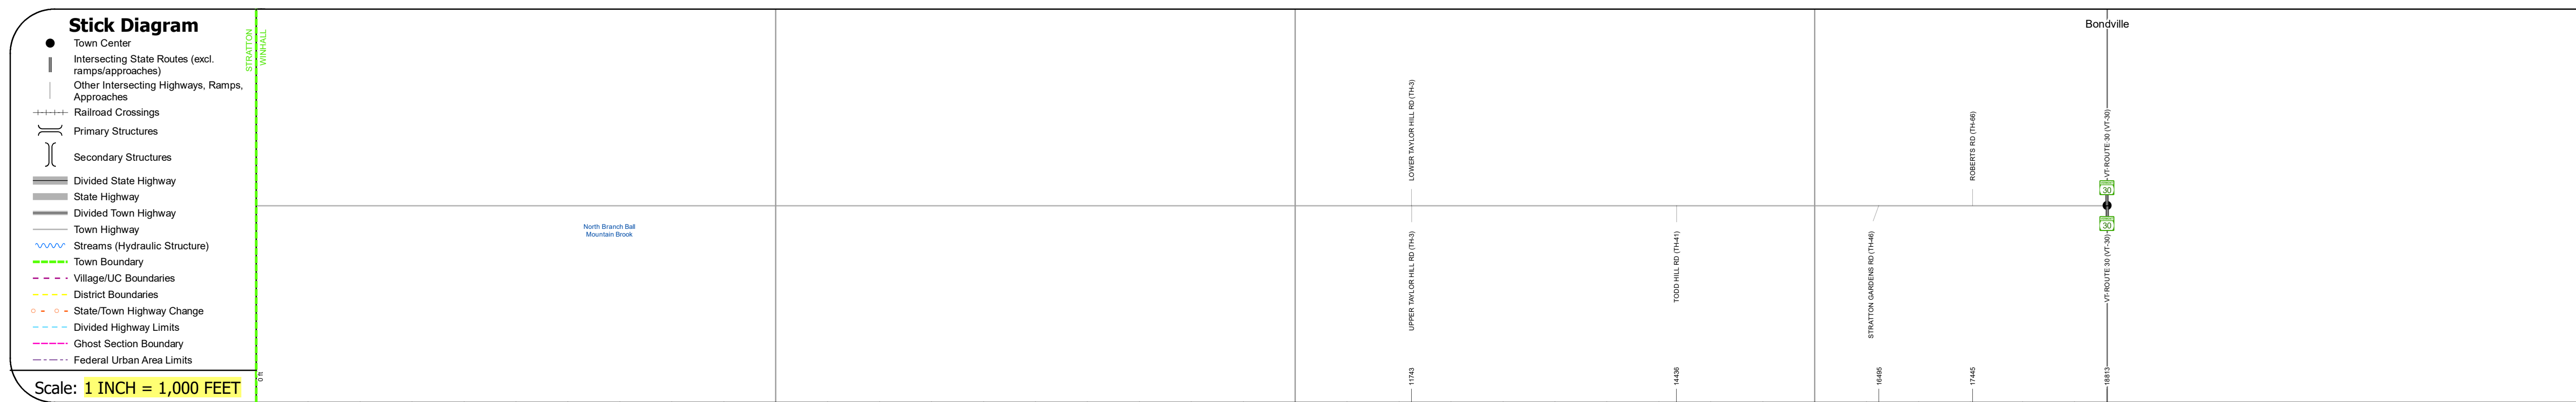 Stick Diagram
Town Center
Intersecting State Routes (excl.
ramps/approaches)
Other Intersecting Highways, Ramps,
Approaches
Railroad Crossings
Primary Structures
Secondary Structures
Divided State Highway
State Highway
Divided Town Highway
Town Highway
Streams (Hydraulic Structure)
Town Boundary
Village/UC Boundaries
District Boundaries
State/Town Highway Change
Divided Highway Limits
Ghost Section Boundary
Federal Urban Area Limits
Scale: 1 INCH = 1,000 FEET
STRATTON
WINHALL
0 ft
North Branch Ball
Mountain Brook
LOWER TAYLOR HILL RD (TH-3)
UPPER TAYLOR HILL RD (TH-3)
11743
TODD HILL RD (TH-41)
14436
STRATTON GARDENS RD (TH-46)
16495
ROBERTS RD (TH-66)
17445
Bondville
VT-ROUTE 30 (VT-30)
30
30
VT-ROUTE 30 (VT-30)
18813